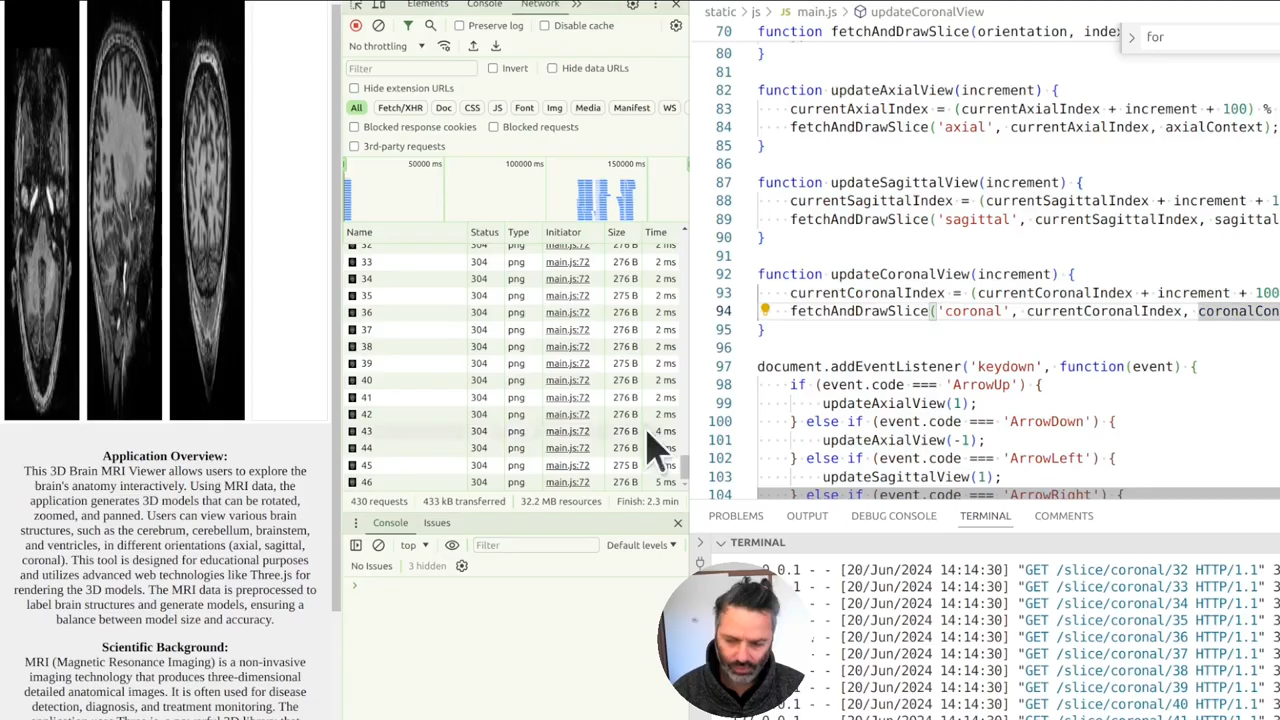 Application Overview:
This 3D Brain MRI Viewer allows users to explore the
brain's anatomy interactively. Using MRI data, the
application generates 3D models that can be rotated,
zoomed, and panned. Users can view various brain
structures, such as the cerebrum, cerebellum, brainstem,
and ventricles, in different orientations (axial, sagittal,
coronal). This tool is designed for educational purposes
and utilizes advanced web technologies like Three.js for
rendering the 3D models. The MRI data is preprocessed to
label brain structures and generate models, ensuring a
balance between model size and accuracy.
Scientific Background:
MRI (Magnetic Resonance Imaging) is a non-invasive
imaging technology that produces three-dimensional
detailed anatomical images. It is often used for disease
detection, diagnosis, and treatment monitoring. The
Elements Console Network
Preserve log Disable cache
No throttling
Filter Invert Hide data URLs
Hide extension URLs
All Fetch/XHR Doc CSS JS Font Img Media Manifest WS
Blocked response cookies Blocked requests
3rd-party requests
50000 ms 100000 ms 150000 ms
Name Status Type Initiator Size Time
32 304 png main.js:72 276 B 2 ms
33 304 png main.js:72 276 B 2 ms
34 304 png main.js:72 276 B 2 ms
35 304 png main.js:72 275 B 2 ms
36 304 png main.js:72 276 B 2 ms
37 304 png main.js:72 276 B 2 ms
38 304 png main.js:72 276 B 2 ms
39 304 png main.js:72 275 B 2 ms
40 304 png main.js:72 276 B 2 ms
41 304 png main.js:72 276 B 2 ms
42 304 png main.js:72 276 B 2 ms
43 304 png main.js:72 276 B 4 ms
44 304 png main.js:72 276 B ms
45 304 png main.js:72 275 B ms
46 304 png main.js:72 276 B 5 ms
430 requests 433 kB transferred 32.2 MB resources Finish: 2.3 min
Console Issues
top Filter Default levels
No Issues 3 hidden
static > js > JS main.js > updateCoronalView
for
70 function fetchAndDrawSlice(orientation, index
80 }
81
82 function updateAxialView(increment) {
83 currentAxialIndex = (currentAxialIndex + increment + 100) %
84 fetchAndDrawSlice('axial', currentAxialIndex, axialContext);
85 }
86
87 function updateSagittalView(increment) {
88 currentSagittalIndex = (currentSagittalIndex + increment +
89 fetchAndDrawSlice('sagittal', currentSagittalIndex, sagittal
90 }
91
92 function updateCoronalView(increment) {
93 currentCoronalIndex = (currentCoronalIndex + increment + 100
94 fetchAndDrawSlice('coronal', currentCoronalIndex, coronalCon
95 }
96
97 document.addEventListener('keydown', function(event) {
98 if (event.code === 'ArrowUp') {
99 updateAxialView(1);
100 } else if (event.code === 'ArrowDown') {
101 updateAxialView(-1);
102 } else if (event.code === 'ArrowLeft') {
103 updateSagittalView(1);
104 } else if (event.code === 'ArrowRight') {
PROBLEMS OUTPUT DEBUG CONSOLE TERMINAL COMMENTS
TERMINAL
0.1 - - [20/Jun/2024 14:14:30] "GET /slice/coronal/32 HTTP/1.1" 3
0.1 - - [20/Jun/2024 14:14:30] "GET /slice/coronal/33 HTTP/1.1" 3
- - [20/Jun/2024 14:14:30] "GET /slice/coronal/34 HTTP/1.1" 3
- - [20/Jun/2024 14:14:30] "GET /slice/coronal/35 HTTP/1.1" 3
- - [20/Jun/2024 14:14:30] "GET /slice/coronal/36 HTTP/1.1" 3
- - [20/Jun/2024 14:14:30] "GET /slice/coronal/37 HTTP/1.1" 3
- - [20/Jun/2024 14:14:30] "GET /slice/coronal/38 HTTP/1.1" 3
- - [20/Jun/2024 14:14:30] "GET /slice/coronal/39 HTTP/1.1" 3
- - [20/Jun/2024 14:14:30] "GET /slice/coronal/40 HTTP/1.1" 3